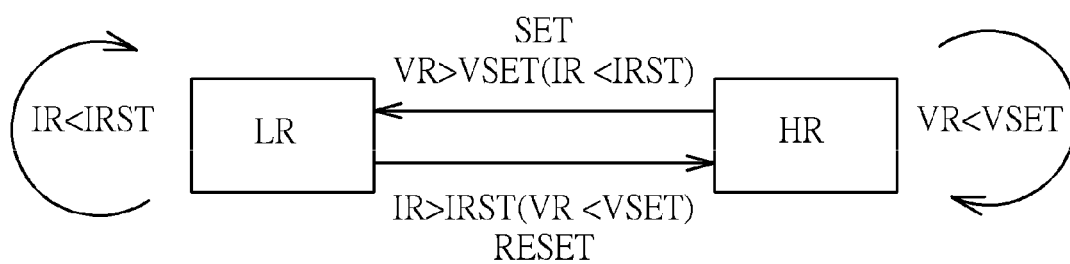 SET
VR>VSET(IR <IRST)
IR<IRST
LR
HR
VR<VSET
IR>IRST(VR <VSET)
RESET